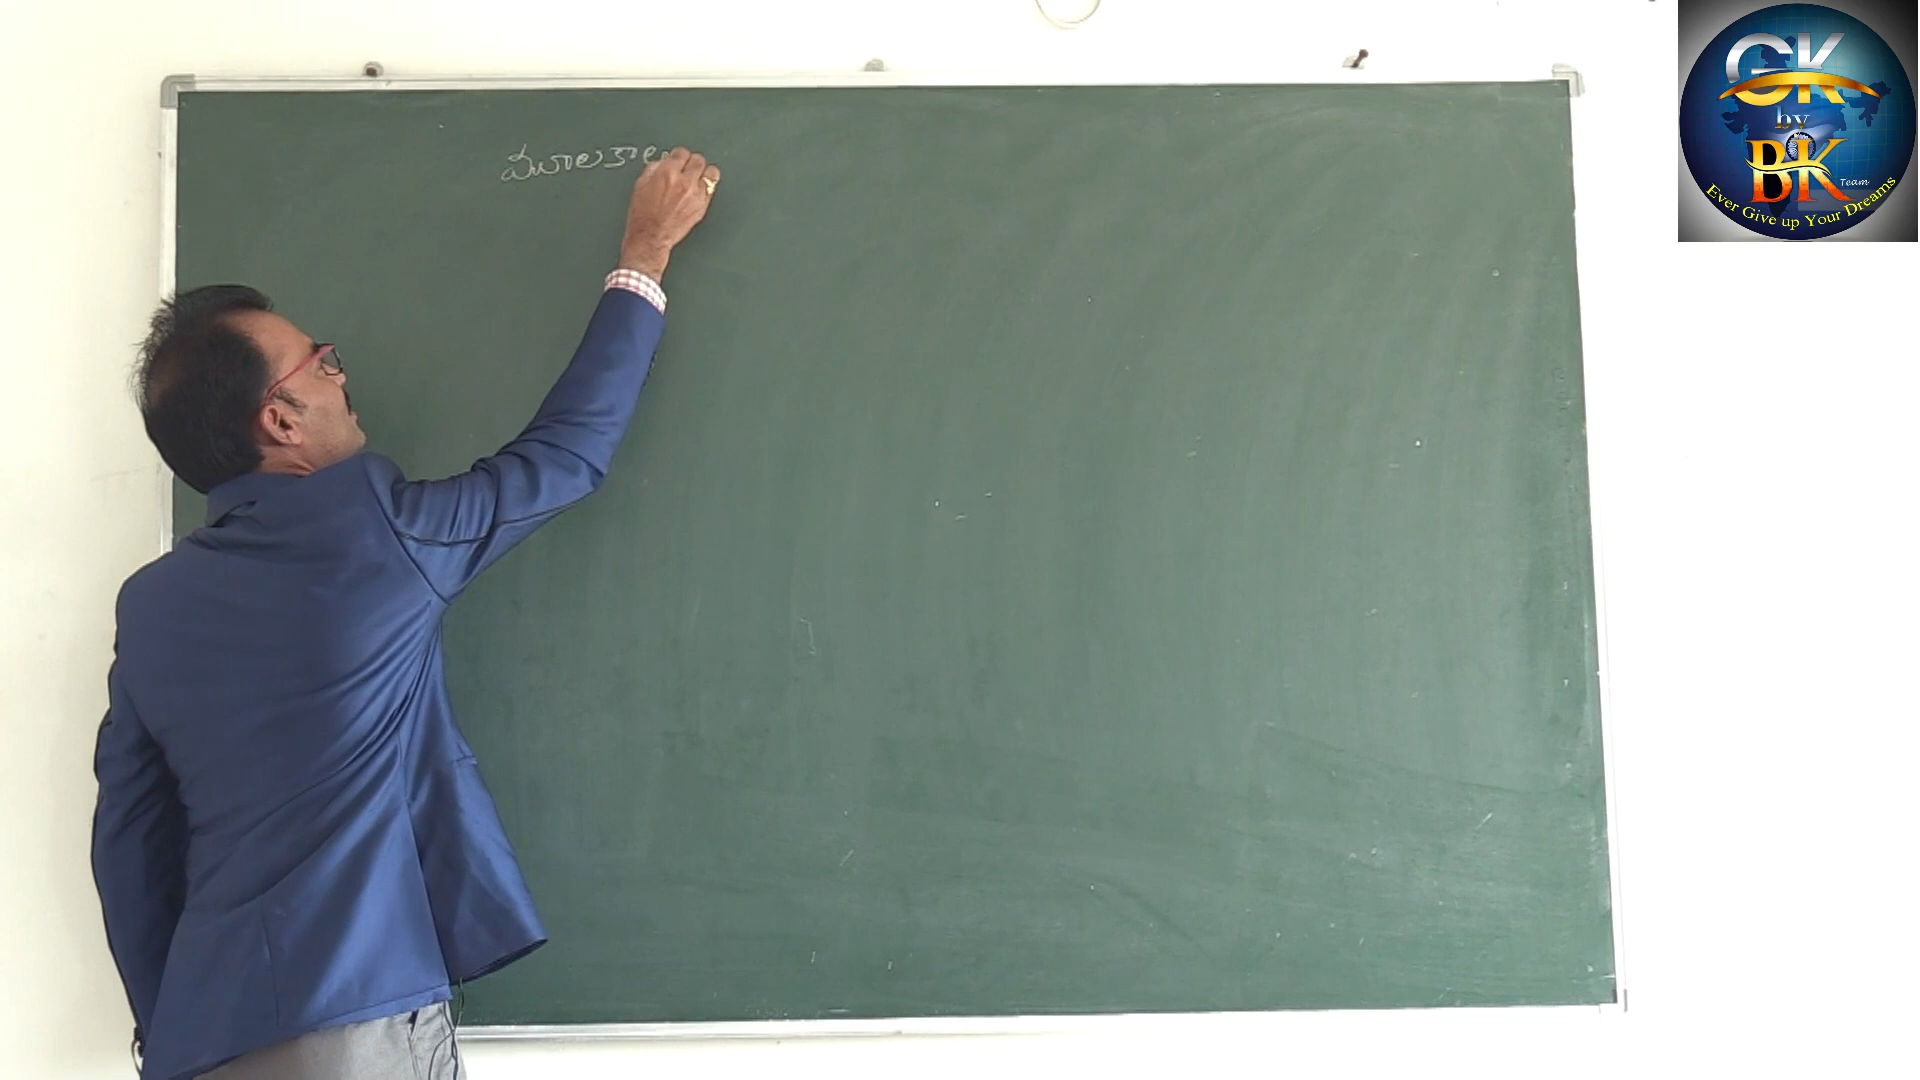 మూలకాల
GK
by
BK
Team
Ever Give up Your Dreams